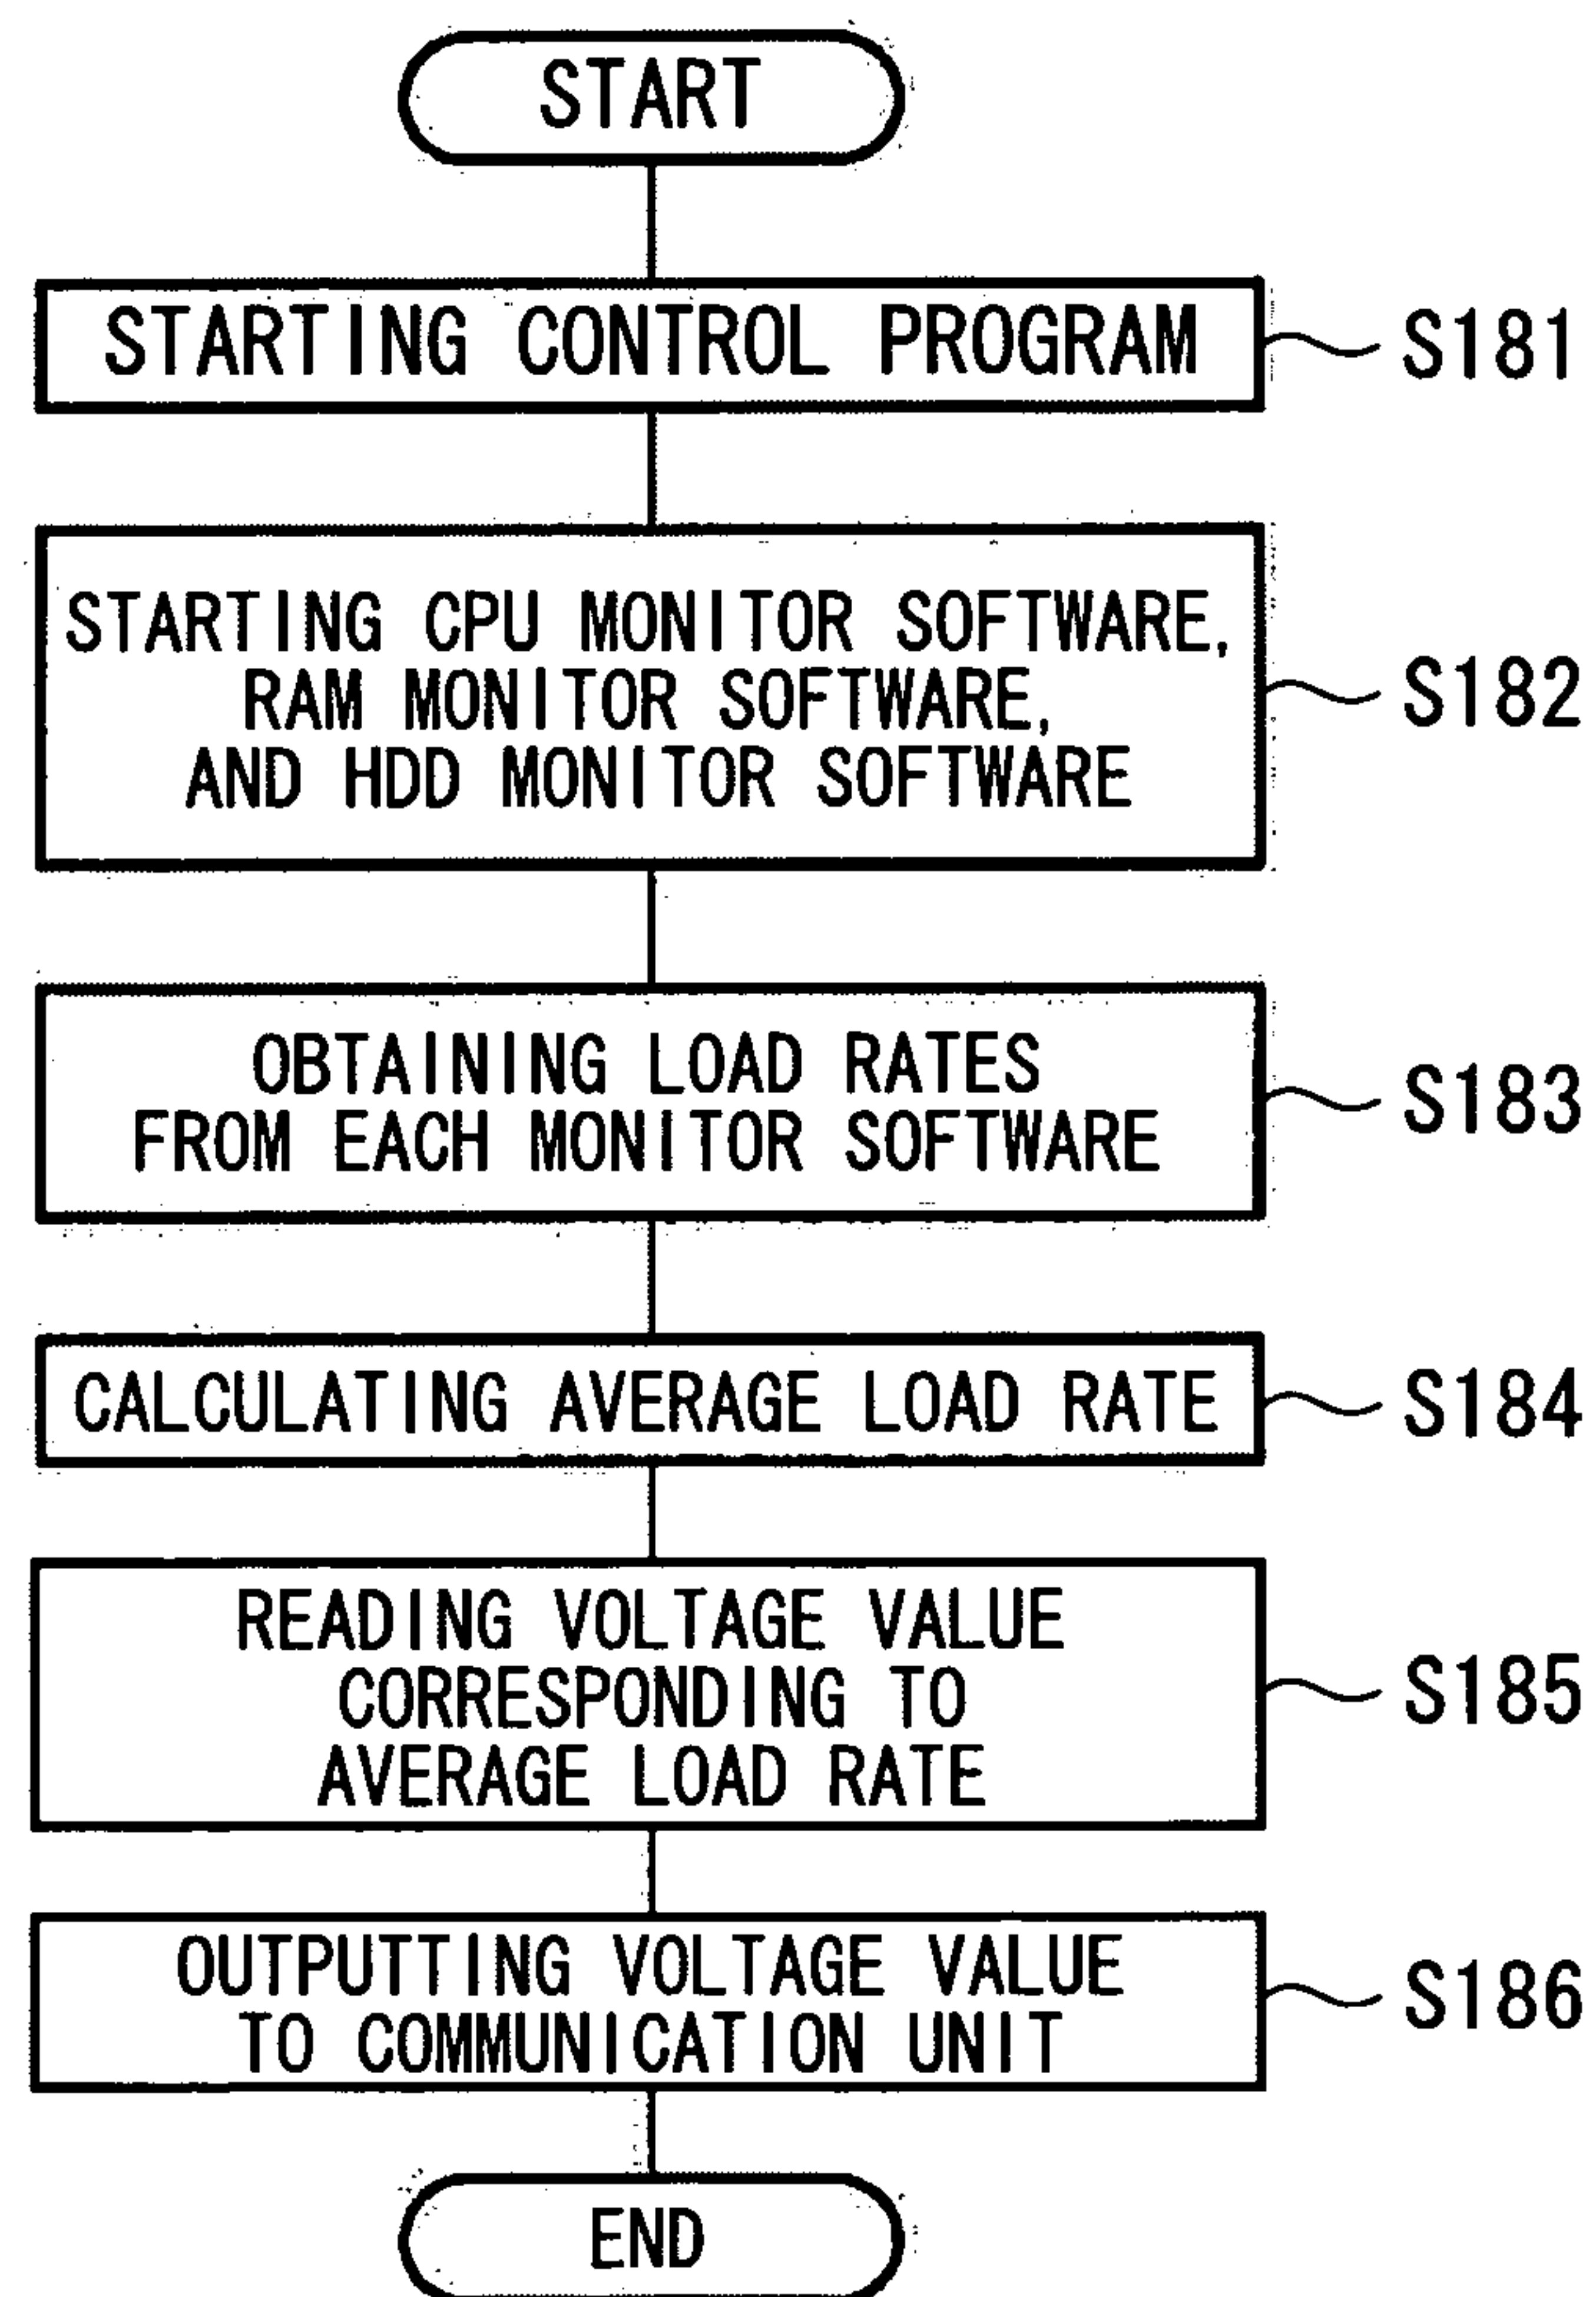 START
STARTING CONTROL PROGRAM
S181
STARTING CPU MONITOR SOFTWARE,
RAM MONITOR SOFTWARE,
AND HDD MONITOR SOFTWARE
S182
OBTAINING LOAD RATES
FROM EACH MONITOR SOFTWARE
S183
CALCULATING AVERAGE LOAD RATE
S184
READING VOLTAGE VALUE
CORRESPONDING TO
AVERAGE LOAD RATE
S185
OUTPUTTING VOLTAGE VALUE
TO COMMUNICATION UNIT
S186
END